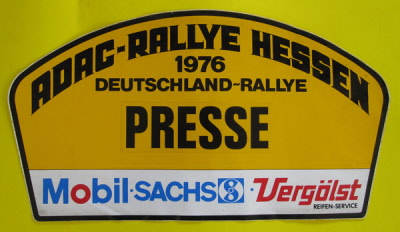 ADAC-RALLYE HESSEN
1976
DEUTSCHLAND-RALLYE
PRESSE
Mobil·SACHS·Vergölst
REIFEN-SERVICE